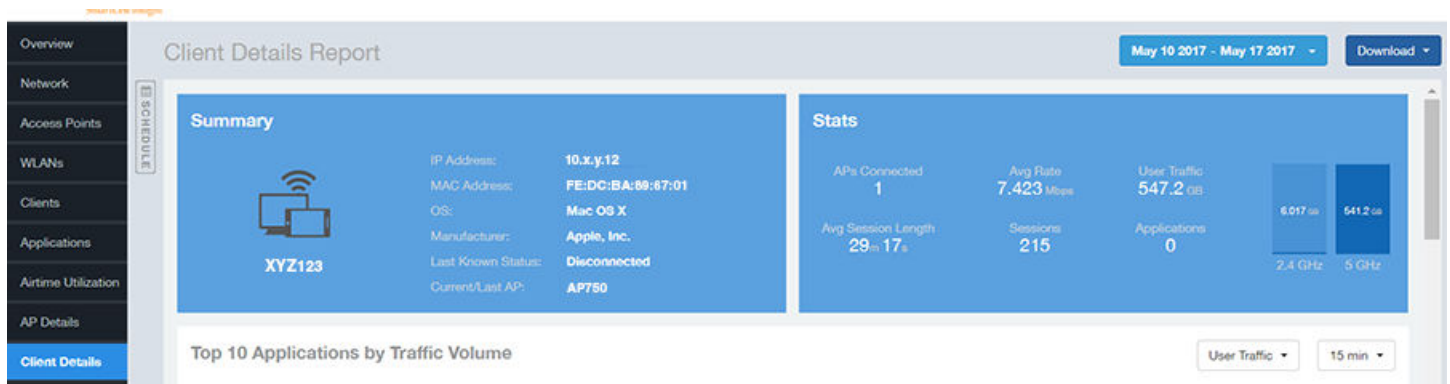 Overview
Network
Access Points
WLANs
Clients
Applications
Airtime Utilization
AP Details
Client Details
Client Details Report
May 10 2017 - May 17 2017
Download
SCHEDULE
Summary
XYZ123
IP Address: 10.x.y.12
MAC Address: FE:DC:BA:89:67:01
OS: Mac OS X
Manufacturer: Apple, Inc.
Last Known Status: Disconnected
Current/Last AP: AP750
Stats
APs Connected
1
Avg Rate
7.423 Mbps
User Traffic
547.2 GB
Avg Session Length
29m 17s
Sessions
215
Applications
0
6.017 GB
541.2 GB
2.4 GHz
5 GHz
Top 10 Applications by Traffic Volume
User Traffic
15 min